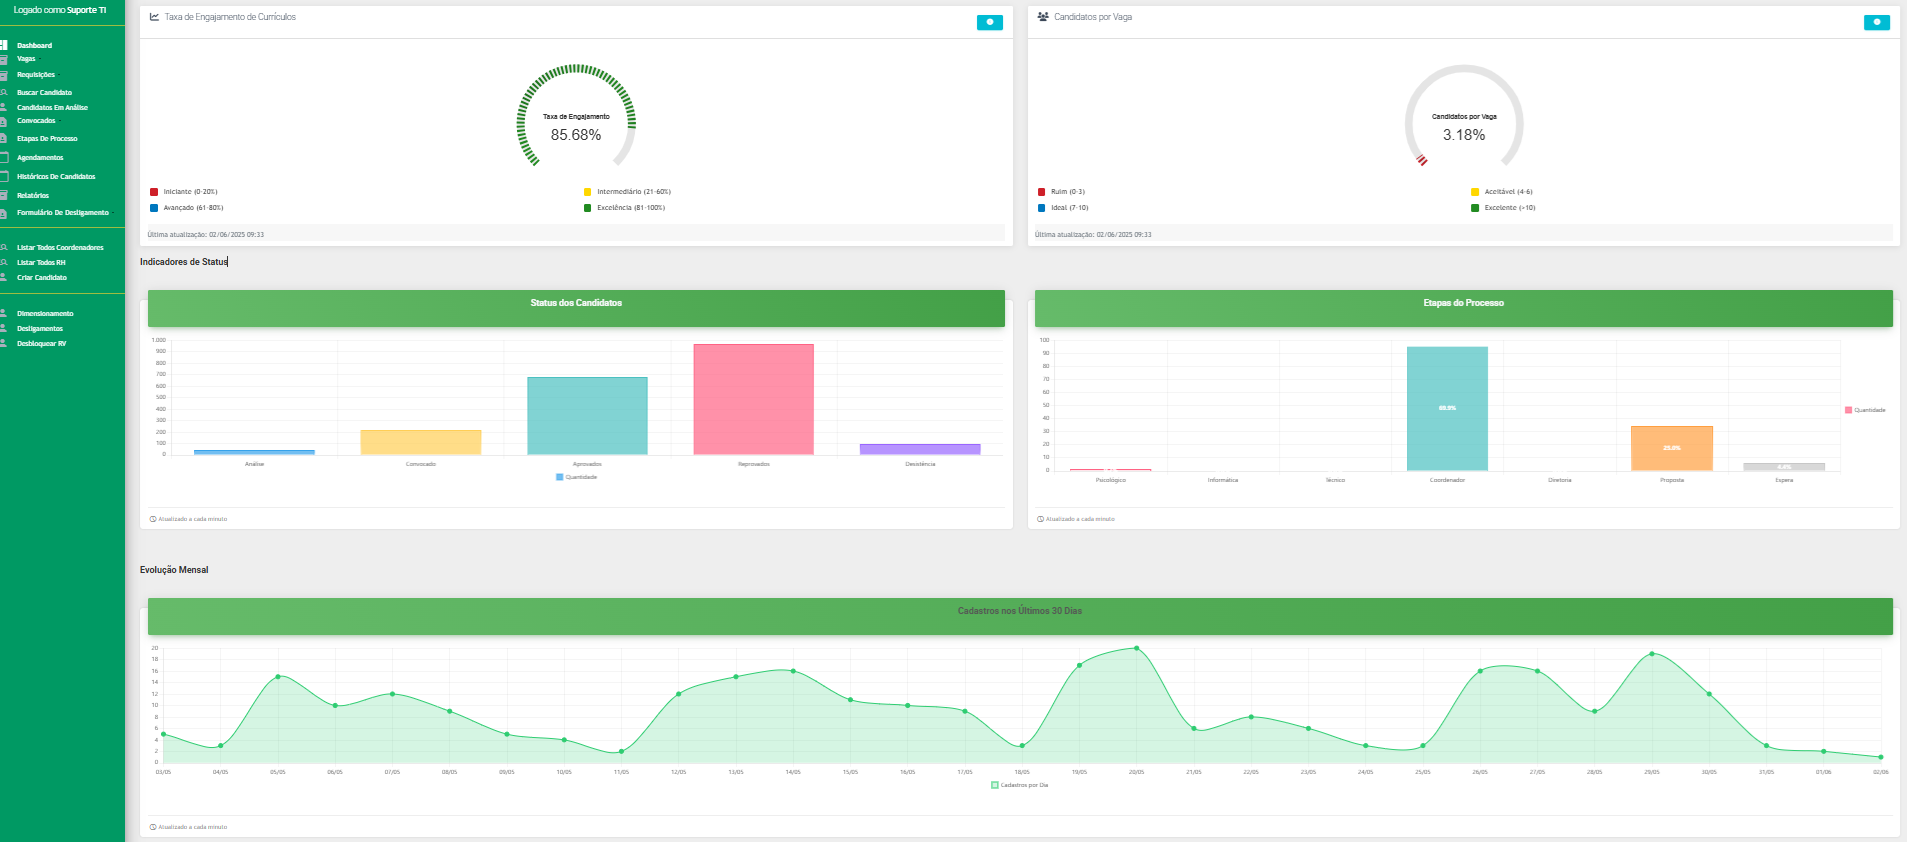 Logado como Suporte TI
Dashboard
Vagas
Requisições
Buscar Candidato
Candidatos Em Análise
Convocados
Etapas De Processo
Agendamentos
Históricos De Candidatos
Relatórios
Formulário De Desligamento
Listar Todos Coordenadores
Listar Todos RH
Criar Candidato
Dimensionamento
Desligamentos
Desbloquear RV
Taxa de Engajamento de Currículos
Taxa de Engajamento
85.68%
Iniciante (0-20%)
Intermediário (21-60%)
Avançado (61-80%)
Excelência (81-100%)
Última atualização: 02/06/2025 09:33
Candidatos por Vaga
Candidatos por Vaga
3.18%
Ruim (0-3)
Aceitável (4-6)
Ideal (7-10)
Excelente (>10)
Última atualização: 02/06/2025 09:33
Indicadores de Status
Status dos Candidatos
1.000
900
800
700
600
500
400
300
200
100
0
Análise Convocado Aprovados Reprovados Desistência
Quantidade
Atualizado a cada minuto
Etapas do Processo
100
90
80
70
60
50
40
30
20
10
0
69.9%
25.0%
4.4%
Psicológico Informática Técnico Coordenador Diretoria Proposta Espera
Quantidade
Atualizado a cada minuto
Evolução Mensal
Cadastros nos Últimos 30 Dias
20
18
16
14
12
10
8
6
4
2
0
03/05 04/05 05/05 06/05 07/05 08/05 09/05 10/05 11/05 12/05 13/05 14/05 15/05 16/05 17/05 18/05 19/05 20/05 21/05 22/05 23/05 24/05 25/05 26/05 27/05 28/05 29/05 30/05 31/05 01/06 02/06
Cadastros por Dia
Atualizado a cada minuto